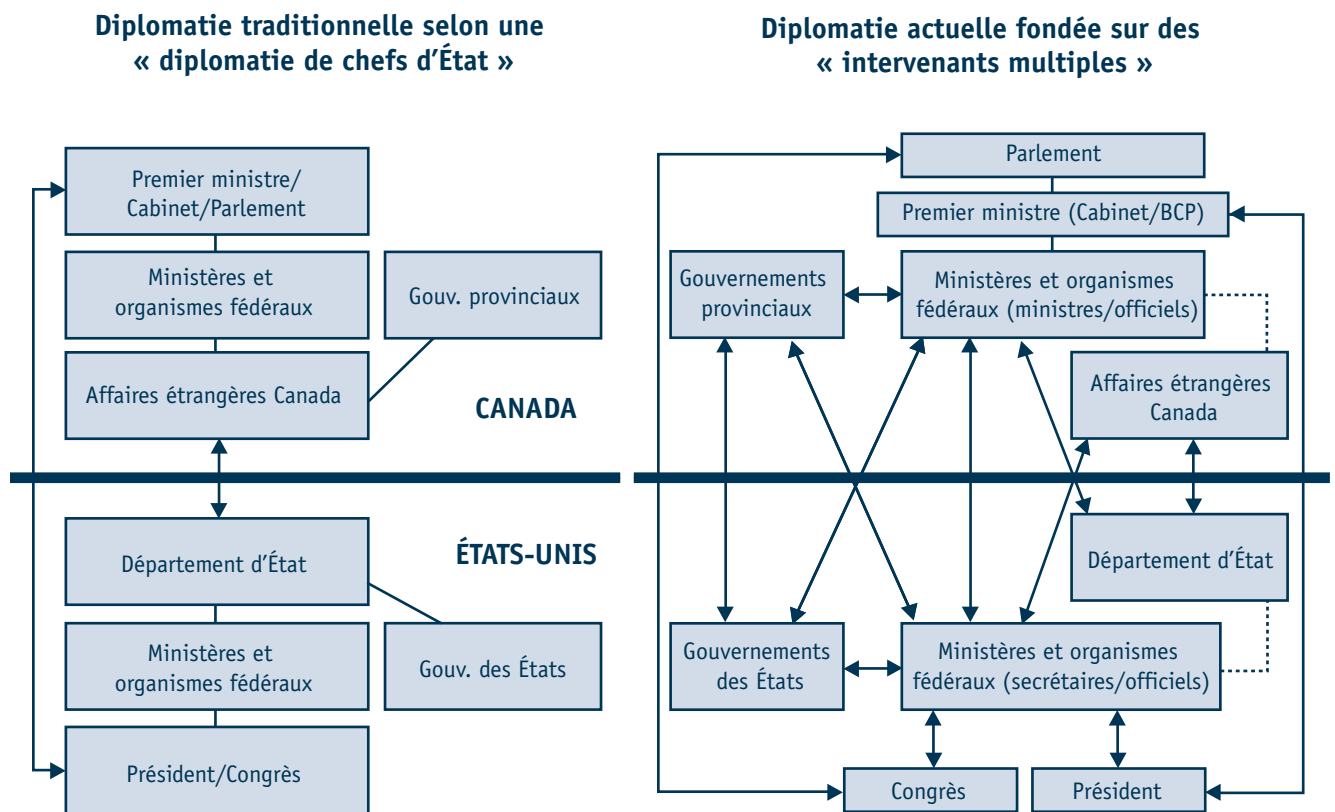 Diplomatie traditionnelle selon une
« diplomatie de chefs d'État »
Premier ministre/
Cabinet/Parlement
Ministères et
organismes fédéraux
Gouv. provinciaux
Affaires étrangères Canada
CANADA
ÉTATS-UNIS
Département d'État
Ministères et
organismes fédéraux
Gouv. des États
Président/Congrès
Diplomatie actuelle fondée sur des
« intervenants multiples »
Parlement
Premier ministre (Cabinet/BCP)
Gouvernements
provinciaux
Ministères et organismes
fédéraux (ministres/officiels)
Affaires étrangères
Canada
Département d'État
Gouvernements
des États
Ministères et organismes
fédéraux (secrétaires/officiels)
Congrès
Président